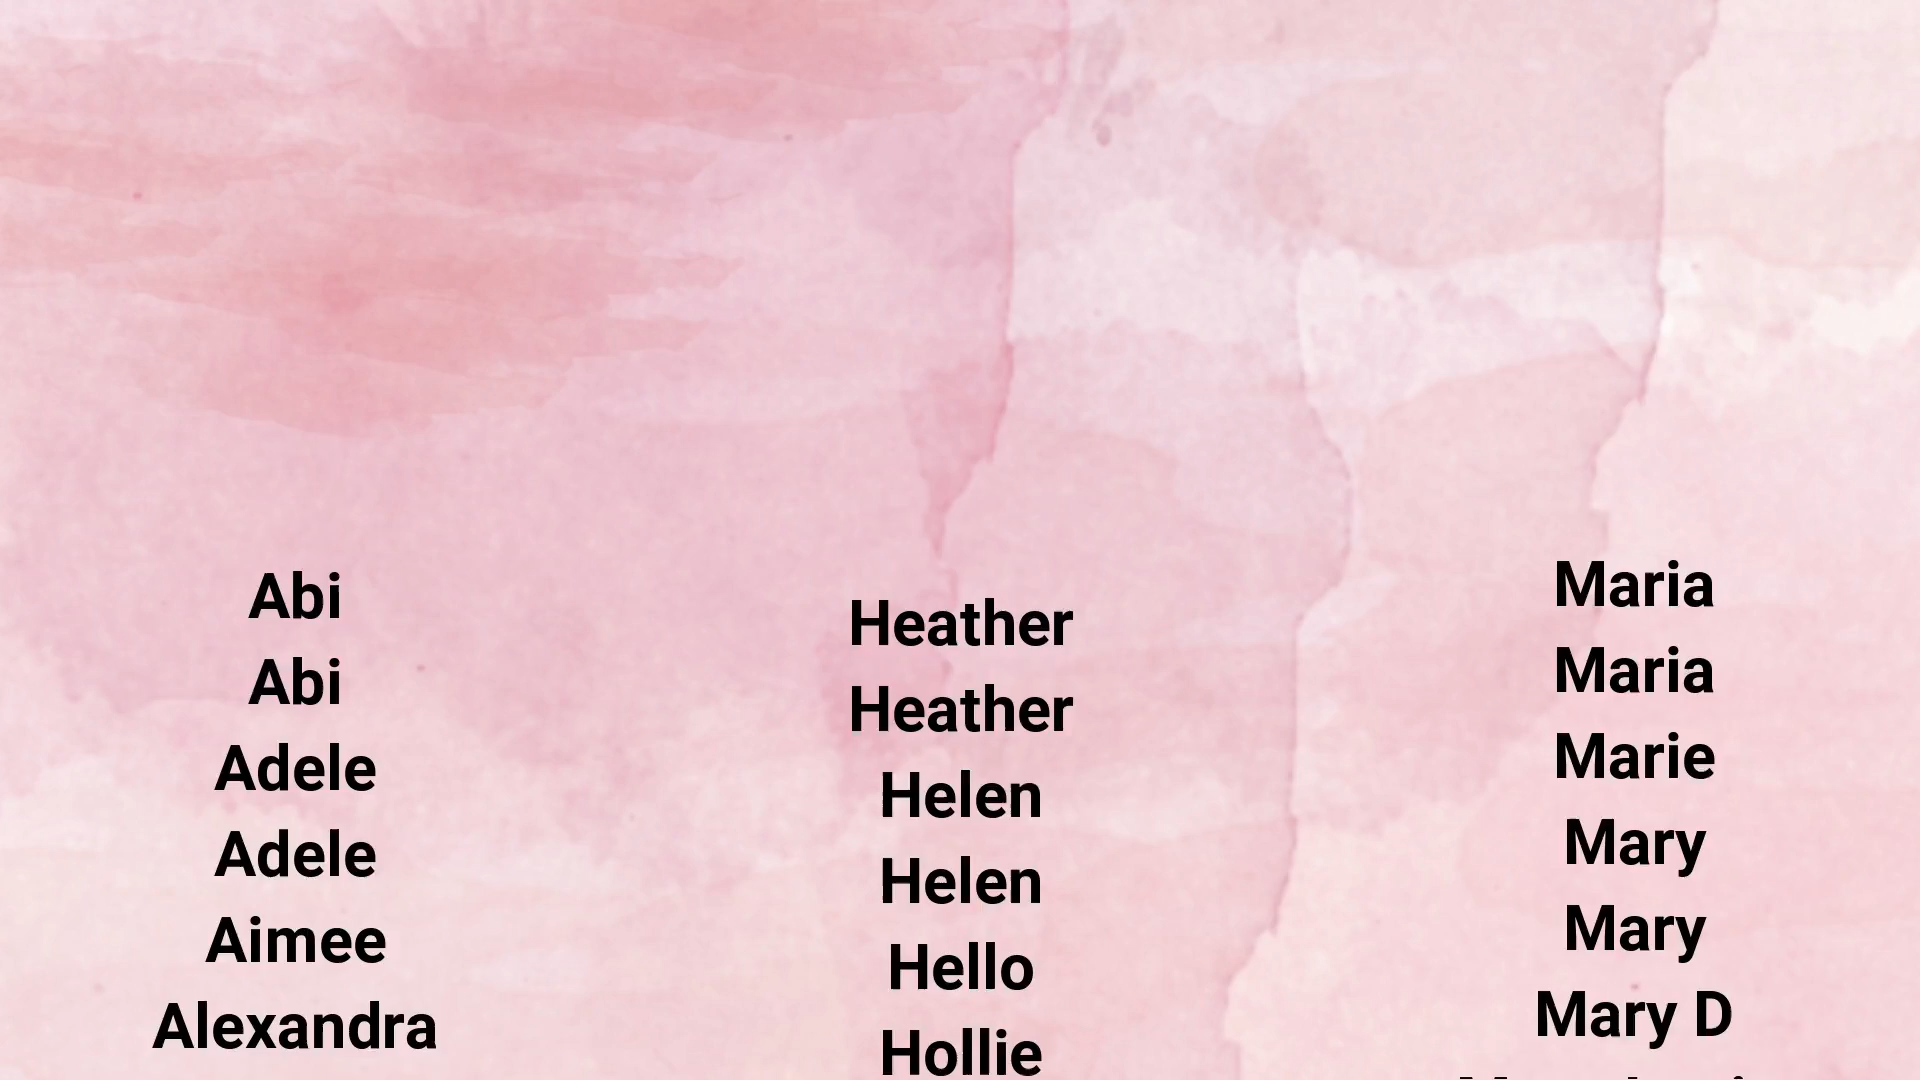 Abi
Abi
Adele
Adele
Aimee
Alexandra
Heather
Heather
Helen
Helen
Hello
Hollie
Maria
Maria
Marie
Mary
Mary
Mary D